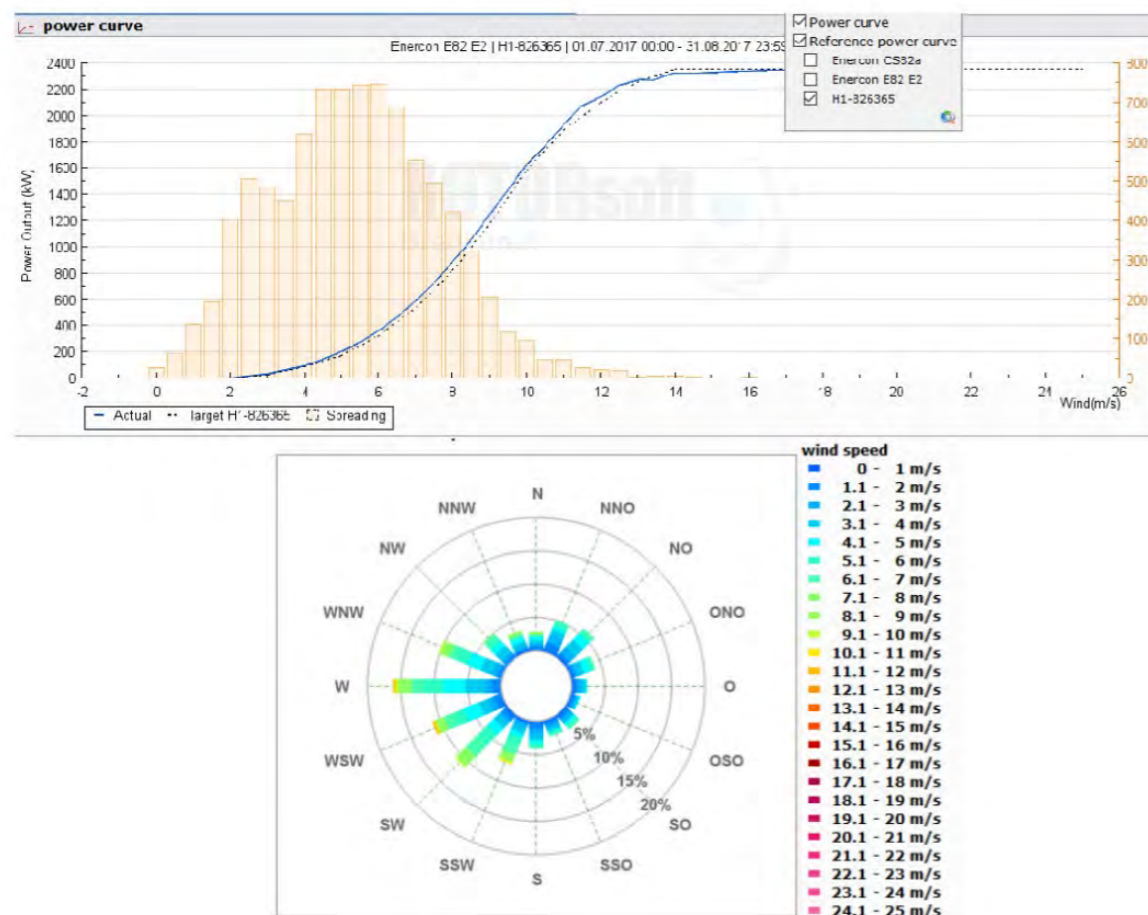 power curve
Enercon E82 E2 | H1-826365 | 01.07.2017 00:00 - 31.08.2017 23:59
Power curve
Reference power curve
Enercon E82 E2
H1-826365
Power Output (kW)
2400
2200
2000
1800
1600
1400
1200
1000
800
600
400
200
0
800
700
600
500
400
300
200
100
0
ROTORsoft
-2 0 2 4 6 8 10 12 14 16 18 20 22 24 26
Wind(m/s)
Actual Target H1-826365 Spreading
N
NNW NNO
NW NO
WNW ONO
W O
WSW OSO
SW SO
SSW SSO
S
5%
10%
15%
20%
wind speed
0 - 1 m/s
1.1 - 2 m/s
2.1 - 3 m/s
3.1 - 4 m/s
4.1 - 5 m/s
5.1 - 6 m/s
6.1 - 7 m/s
7.1 - 8 m/s
8.1 - 9 m/s
9.1 - 10 m/s
10.1 - 11 m/s
11.1 - 12 m/s
12.1 - 13 m/s
13.1 - 14 m/s
14.1 - 15 m/s
15.1 - 16 m/s
16.1 - 17 m/s
17.1 - 18 m/s
18.1 - 19 m/s
19.1 - 20 m/s
20.1 - 21 m/s
21.1 - 22 m/s
22.1 - 23 m/s
23.1 - 24 m/s
24.1 - 25 m/s